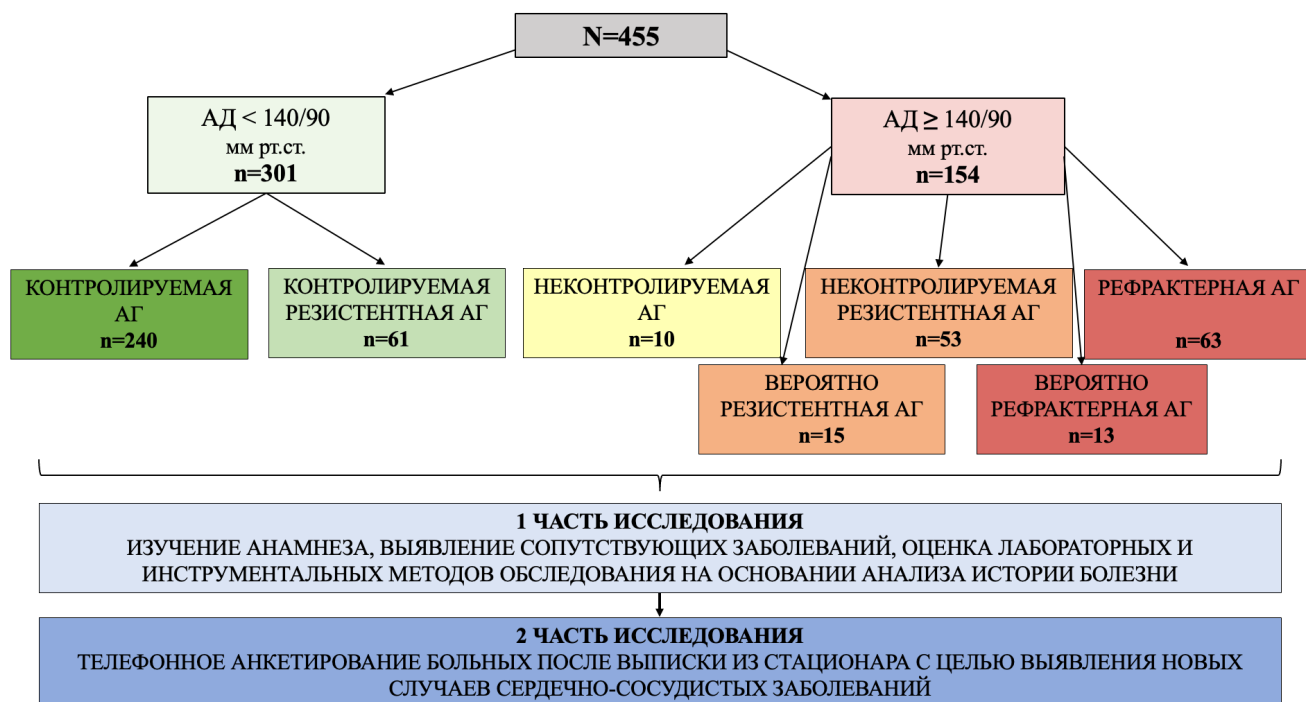 N=455
АД < 140/90
мм рт.ст.
n=301
АД ≥ 140/90
мм рт.ст.
n=154
КОНТРОЛИРУЕМАЯ
АГ
n=240
КОНТРОЛИРУЕМАЯ
РЕЗИСТЕНТНАЯ АГ
n=61
НЕКОНТРОЛИРУЕМАЯ
АГ
n=10
НЕКОНТРОЛИРУЕМАЯ
РЕЗИСТЕНТНАЯ АГ
n=53
РЕФРАКТЕРНАЯ АГ
n=63
ВЕРОЯТНО
РЕЗИСТЕНТНАЯ АГ
n=15
ВЕРОЯТНО
РЕФРАКТЕРНАЯ АГ
n=13
1 ЧАСТЬ ИССЛЕДОВАНИЯ
ИЗУЧЕНИЕ АНАМНЕЗА, ВЫЯВЛЕНИЕ СОПУТСТВУЮЩИХ ЗАБОЛЕВАНИЙ, ОЦЕНКА ЛАБОРАТОРНЫХ И
ИНСТРУМЕНТАЛЬНЫХ МЕТОДОВ ОБСЛЕДОВАНИЯ НА ОСНОВАНИИ АНАЛИЗА ИСТОРИИ БОЛЕЗНИ
2 ЧАСТЬ ИССЛЕДОВАНИЯ
ТЕЛЕФОННОЕ АНКЕТИРОВАНИЕ БОЛЬНЫХ ПОСЛЕ ВЫПИСКИ ИЗ СТАЦИОНАРА С ЦЕЛЬЮ ВЫЯВЛЕНИЯ НОВЫХ
СЛУЧАЕВ СЕРДЕЧНО-СОСУДИСТЫХ ЗАБОЛЕВАНИЙ